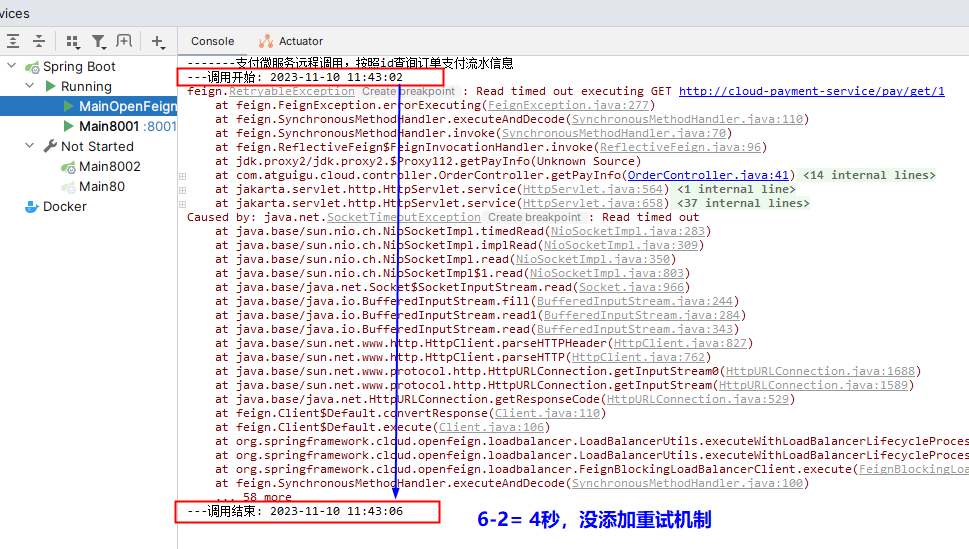 vices
Console
Actuator
Spring Boot
Running
MainOpenFeign
Main8001 :8001
Not Started
Main8002
Main80
Docker
-------支付微服务远程调用，按照id查询订单支付流水信息
---调用开始: 2023-11-10 11:43:02
feign.RetryableException Create breakpoint : Read timed out executing GET http://cloud-payment-service/pay/get/1
at feign.FeignException.errorExecuting(FeignException.java:277)
at feign.SynchronousMethodHandler.executeAndDecode(SynchronousMethodHandler.java:110)
at feign.SynchronousMethodHandler.invoke(SynchronousMethodHandler.java:70)
at feign.ReflectiveFeign$FeignInvocationHandler.invoke(ReflectiveFeign.java:96)
at jdk.proxy2/jdk.proxy2.$Proxy112.getPayInfo(Unknown Source)
at com.atguigu.cloud.controller.OrderController.getPayInfo(OrderController.java:41) <14 internal lines>
at jakarta.servlet.http.HttpServlet.service(HttpServlet.java:564) <1 internal line>
at jakarta.servlet.http.HttpServlet.service(HttpServlet.java:658) <37 internal lines>
Caused by: java.net.SocketTimeoutException Create breakpoint : Read timed out
at java.base/sun.nio.ch.NioSocketImpl.timedRead(NioSocketImpl.java:283)
at java.base/sun.nio.ch.NioSocketImpl.implRead(NioSocketImpl.java:309)
at java.base/sun.nio.ch.NioSocketImpl.read(NioSocketImpl.java:350)
at java.base/sun.nio.ch.NioSocketImpl$1.read(NioSocketImpl.java:803)
at java.base/java.net.Socket$SocketInputStream.read(Socket.java:966)
at java.base/java.io.BufferedInputStream.fill(BufferedInputStream.java:244)
at java.base/java.io.BufferedInputStream.read1(BufferedInputStream.java:284)
at java.base/java.io.BufferedInputStream.read(BufferedInputStream.java:343)
at java.base/sun.net.www.http.HttpClient.parseHTTPHeader(HttpClient.java:827)
at java.base/sun.net.www.http.HttpClient.parseHTTP(HttpClient.java:762)
at java.base/sun.net.www.protocol.http.HttpURLConnection.getInputStream0(HttpURLConnection.java:1688)
at java.base/sun.net.www.protocol.http.HttpURLConnection.getInputStream(HttpURLConnection.java:1589)
at java.base/java.net.HttpURLConnection.getResponseCode(HttpURLConnection.java:529)
at feign.Client$Default.convertResponse(Client.java:110)
at feign.Client$Default.execute(Client.java:106)
at org.springframework.cloud.openfeign.loadbalancer.LoadBalancerUtils.executeWithLoadBalancerLifecycleProces
at org.springframework.cloud.openfeign.loadbalancer.LoadBalancerUtils.executeWithLoadBalancerLifecycleProces
at org.springframework.cloud.openfeign.loadbalancer.FeignBlockingLoadBalancerClient.execute(FeignBlockingLoa
at feign.SynchronousMethodHandler.executeAndDecode(SynchronousMethodHandler.java:100)
... 58 more
---调用结束: 2023-11-10 11:43:06
6-2= 4秒，没添加重试机制